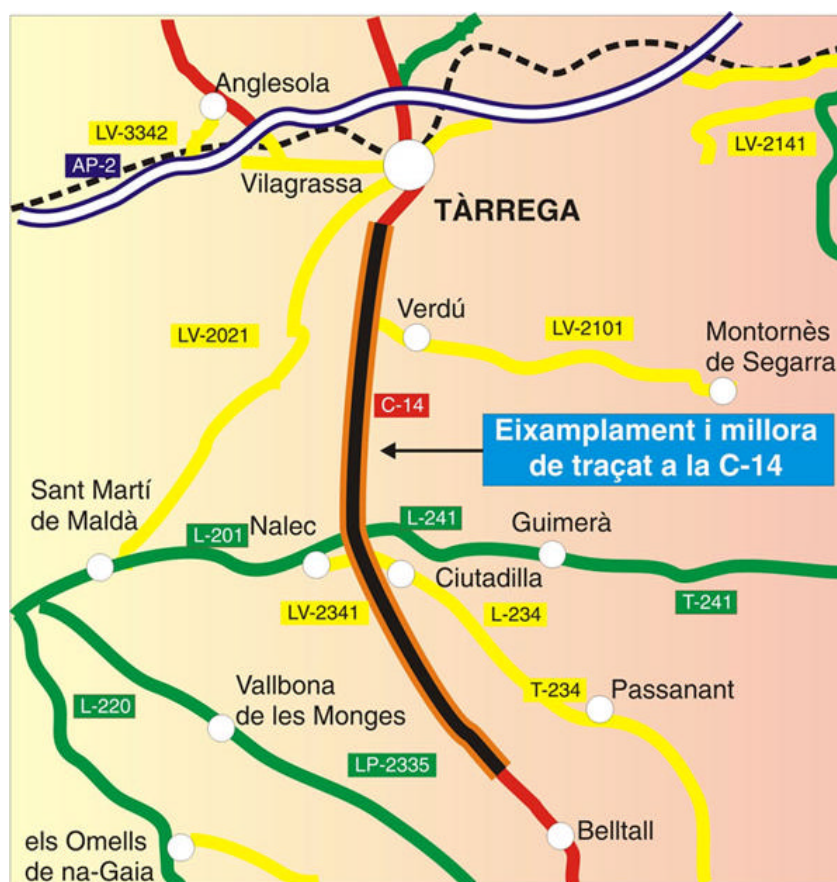 Anglesola
LV-3342
AP-2
LV-2141
Vilagrassa
TÀRREGA
Verdú
LV-2101
LV-2021
Montornès
de Segarra
C-14
Eixamplament i millora
de traçat a la C-14
Sant Martí
de Maldà
L-201
Nalec
L-241
Guimerà
Ciutadilla
LV-2341
L-234
T-241
L-220
Vallbona
de les Monges
T-234
Passanant
LP-2335
els Omells
de na-Gaia
Belltall